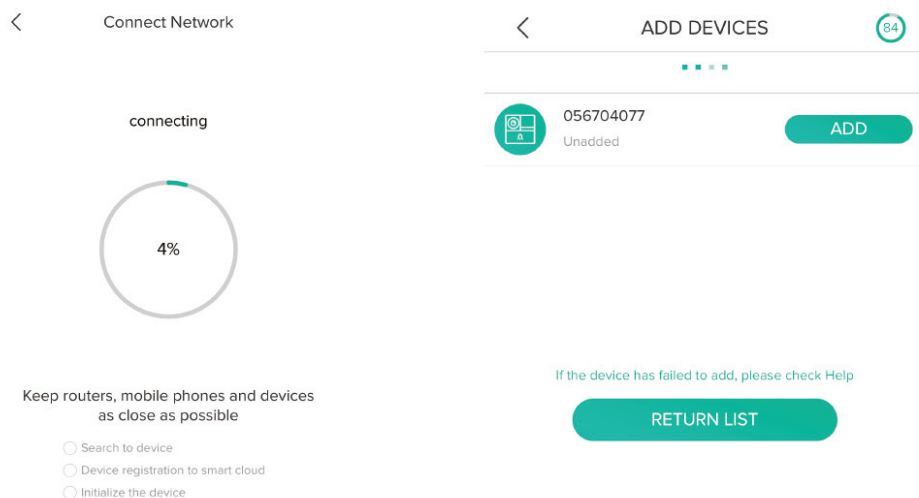 Connect Network
connecting
4%
Keep routers, mobile phones and devices
as close as possible
Search to device
Device registration to smart cloud
Initialize the device
ADD DEVICES
84
056704077
Unadded
ADD
If the device has failed to add, please check Help
RETURN LIST